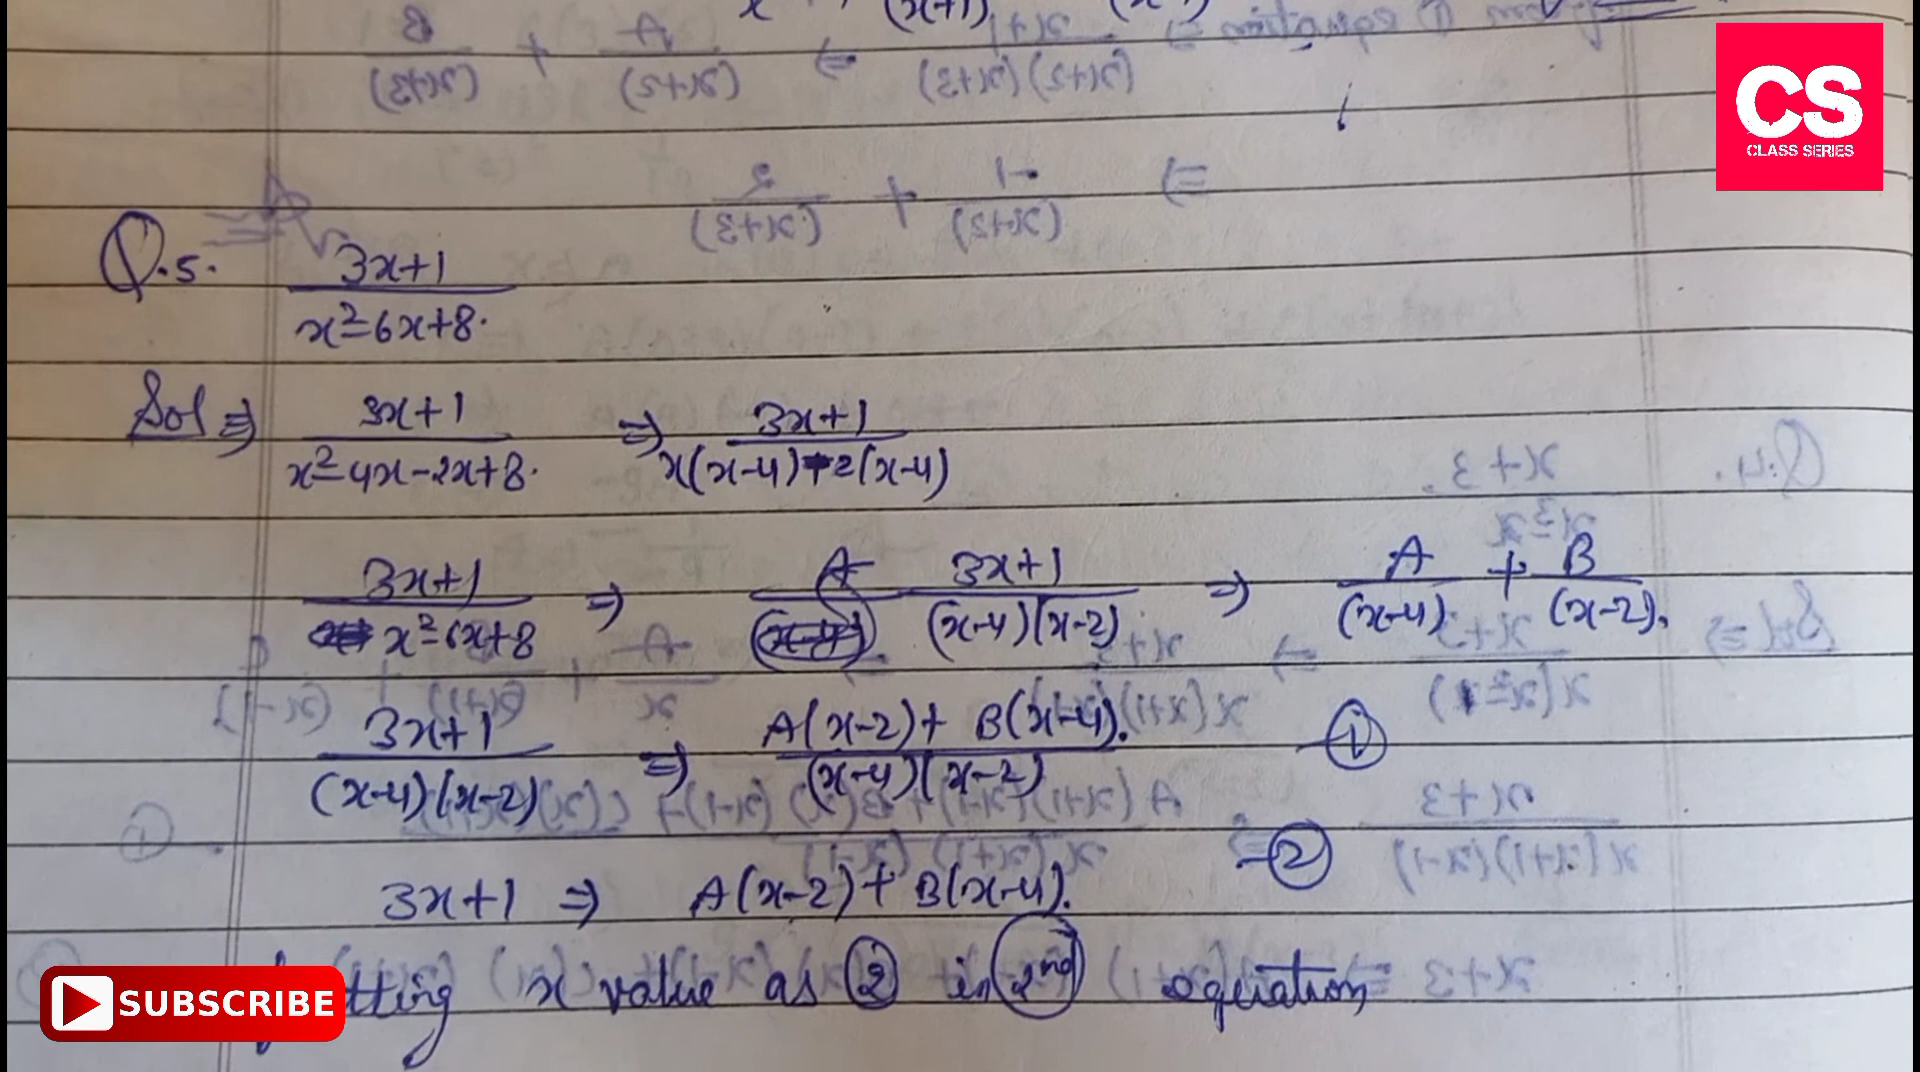 CS
CLASS SERIES
Q.5. 3x+1
x²-6x+8.
Sol ⇒ 3x+1 ⇒ 3x+1
x²-4x-2x+8. x(x-4)-2(x-4)
3x+1 ⇒ A 3x+1 ⇒ A + B
x²-6x+8 (x-4) (x-4)(x-2) (x-4) (x-2).
3x+1 ⇒ A(x-2)+ B(x-4). ①
(x-4)(x-2) (x-4)(x-2)
3x+1 ⇒ A(x-2)+ B(x-4). -②
tting x value as ② in 2nd equation
SUBSCRIBE